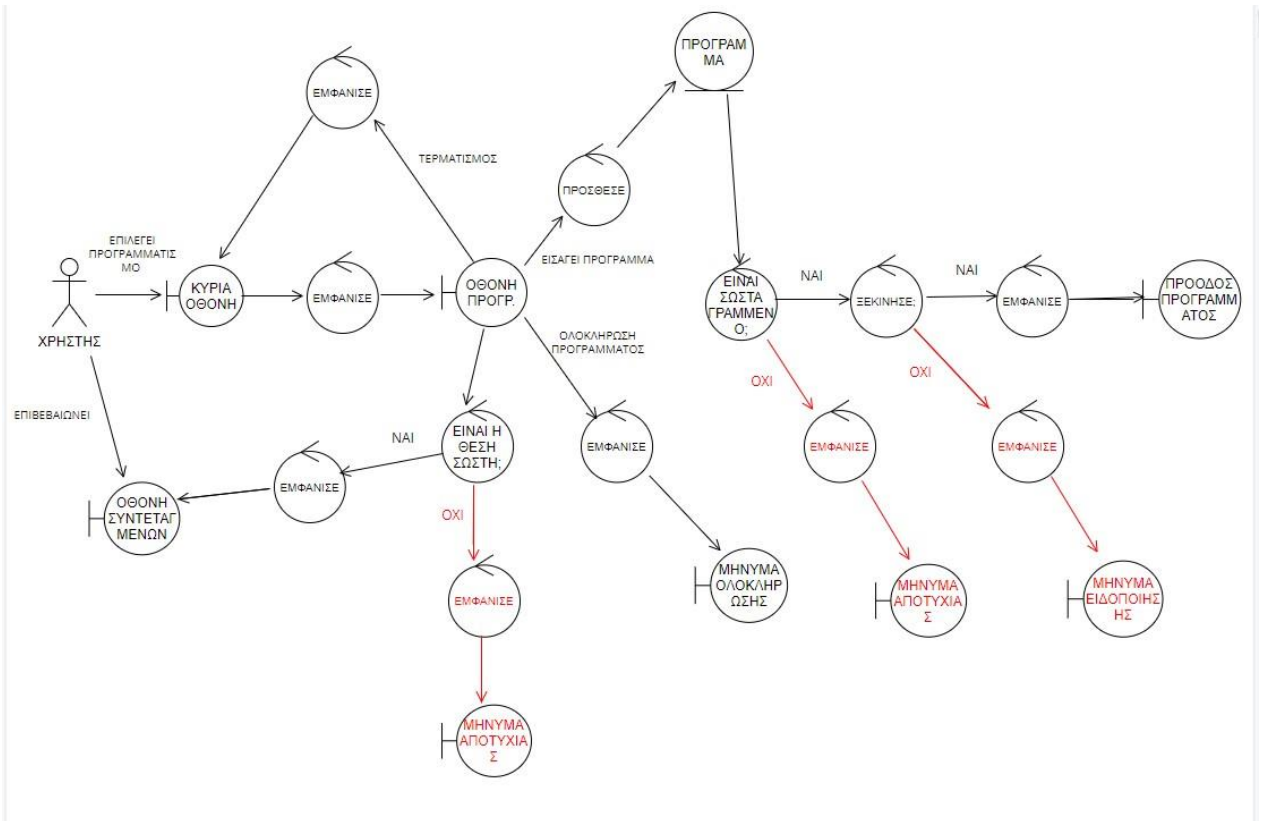 ΠΡΟΓΡΑΜ
ΜΑ
ΕΜΦΑΝΙΣΕ
ΤΕΡΜΑΤΙΣΜΟΣ
ΠΡΟΣΘΕΣΕ
ΕΠΙΛΕΓΕΙ
ΠΡΟΓΡΑΜΜΑΤΙΣ
ΜΟ
ΕΙΣΑΓΕΙ ΠΡΟΓΡΑΜΜΑ
ΧΡΗΣΤΗΣ
ΚΥΡΙΑ
ΟΘΟΝΗ
ΕΜΦΑΝΙΣΕ
ΟΘΟΝΗ
ΠΡΟΓΡ.
ΕΙΝΑΙ
ΣΩΣΤΑ
ΓΡΑΜΜΕΝ
Ο;
ΝΑΙ
ΞΕΚΙΝΗΣΕ;
ΝΑΙ
ΕΜΦΑΝΙΣΕ
ΠΡΟΟΔΟΣ
ΠΡΟΓΡΑΜΜ
ΑΤΟΣ
ΟΛΟΚΛΗΡΩΣΗ
ΠΡΟΓΡΑΜΜΑΤΟΣ
ΟΧΙ
ΟΧΙ
ΕΠΙΒΕΒΑΙΩΝΕΙ
ΝΑΙ
ΕΙΝΑΙ Η
ΘΕΣΗ
ΣΩΣΤΗ;
ΕΜΦΑΝΙΣΕ
ΕΜΦΑΝΙΣΕ
ΕΜΦΑΝΙΣΕ
ΕΜΦΑΝΙΣΕ
ΟΘΟΝΗ
ΣΥΝΤΕΤΑΓ
ΜΕΝΩΝ
ΟΧΙ
ΕΜΦΑΝΙΣΕ
ΜΗΝΥΜΑ
ΟΛΟΚΛΗΡ
ΩΣΗΣ
ΜΗΝΥΜΑ
ΑΠΟΤΥΧΙΑ
Σ
ΜΗΝΥΜΑ
ΕΙΔΟΠΟΙΗΣ
ΗΣ
ΜΗΝΥΜΑ
ΑΠΟΤΥΧΙΑ
Σ